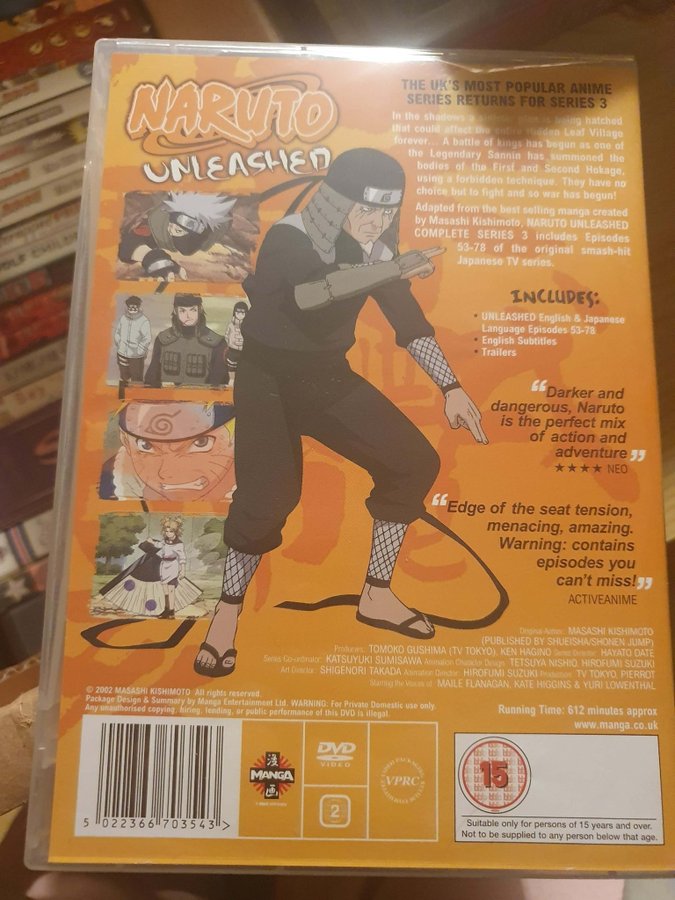 NARUTO
UNLEASHED
THE UK'S MOST POPULAR ANIME
SERIES RETURNS FOR SERIES 3
In the shadows a sinister plan is being hatched
that could affect the entire Hidden Leaf Village
forever... A battle of kings has begun as one of
the Legendary Sannin has summoned the
bodies of the First and Second Hokage,
using a forbidden technique. They have no
choice but to fight and so war has begun!
Adapted from the best selling manga created
by Masashi Kishimoto, NARUTO UNLEASHED
COMPLETE SERIES 3 includes Episodes
53-78 of the original smash-hit
Japanese TV series.
INCLUDES:
• UNLEASHED English & Japanese
Language Episodes 53-78
• English Subtitles
• Trailers
“Darker and
dangerous, Naruto
is the perfect mix
of action and
adventure”
★★★★ NEO
“Edge of the seat tension,
menacing, amazing.
Warning: contains
episodes you
can't miss!”
ACTIVEANIME
Original Author: MASASHI KISHIMOTO
(PUBLISHED BY SHUEISHA/SHONEN JUMP)
Producers: TOMOKO GUSHIMA (TV TOKYO), KEN HAGINO Series Director: HAYATO DATE
Series Co-ordinator: KATSUYUKI SUMISAWA Animation Character Design: TETSUYA NISHIO, HIROFUMI SUZUKI
Art Director: SHIGENORI TAKADA Animation Director: HIROFUMI SUZUKI Production: TV TOKYO, PIERROT
Starring the Voices of: MAILE FLANAGAN, KATE HIGGINS & YURI LOWENTHAL
© 2002 MASASHI KISHIMOTO All rights reserved.
Package Design & Summary by Manga Entertainment Ltd. WARNING: For Private Domestic use only.
Any unauthorised copying, hiring, lending, or public performance of this DVD is illegal.
Running Time: 612 minutes approx
www.manga.co.uk
5 022366 703543 >
漫
MANGA
画
DVD
VIDEO
2
VPRC
15
Suitable only for persons of 15 years and over.
Not to be supplied to any person below that age.